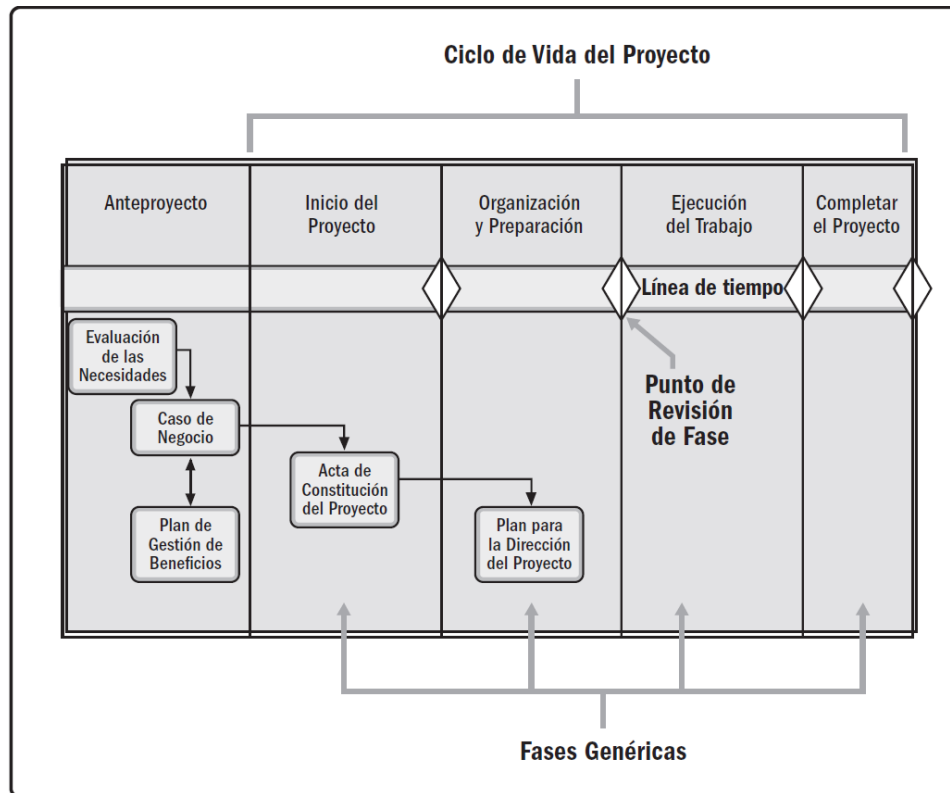 Ciclo de Vida del Proyecto
Anteproyecto
Inicio del
Proyecto
Organización
y Preparación
Ejecución
del Trabajo
Completar
el Proyecto
Línea de tiempo
Evaluación
de las
Necesidades
Caso de
Negocio
Plan de
Gestión de
Beneficios
Acta de
Constitución
del Proyecto
Plan para
la Dirección
del Proyecto
Punto de
Revisión
de Fase
Fases Genéricas